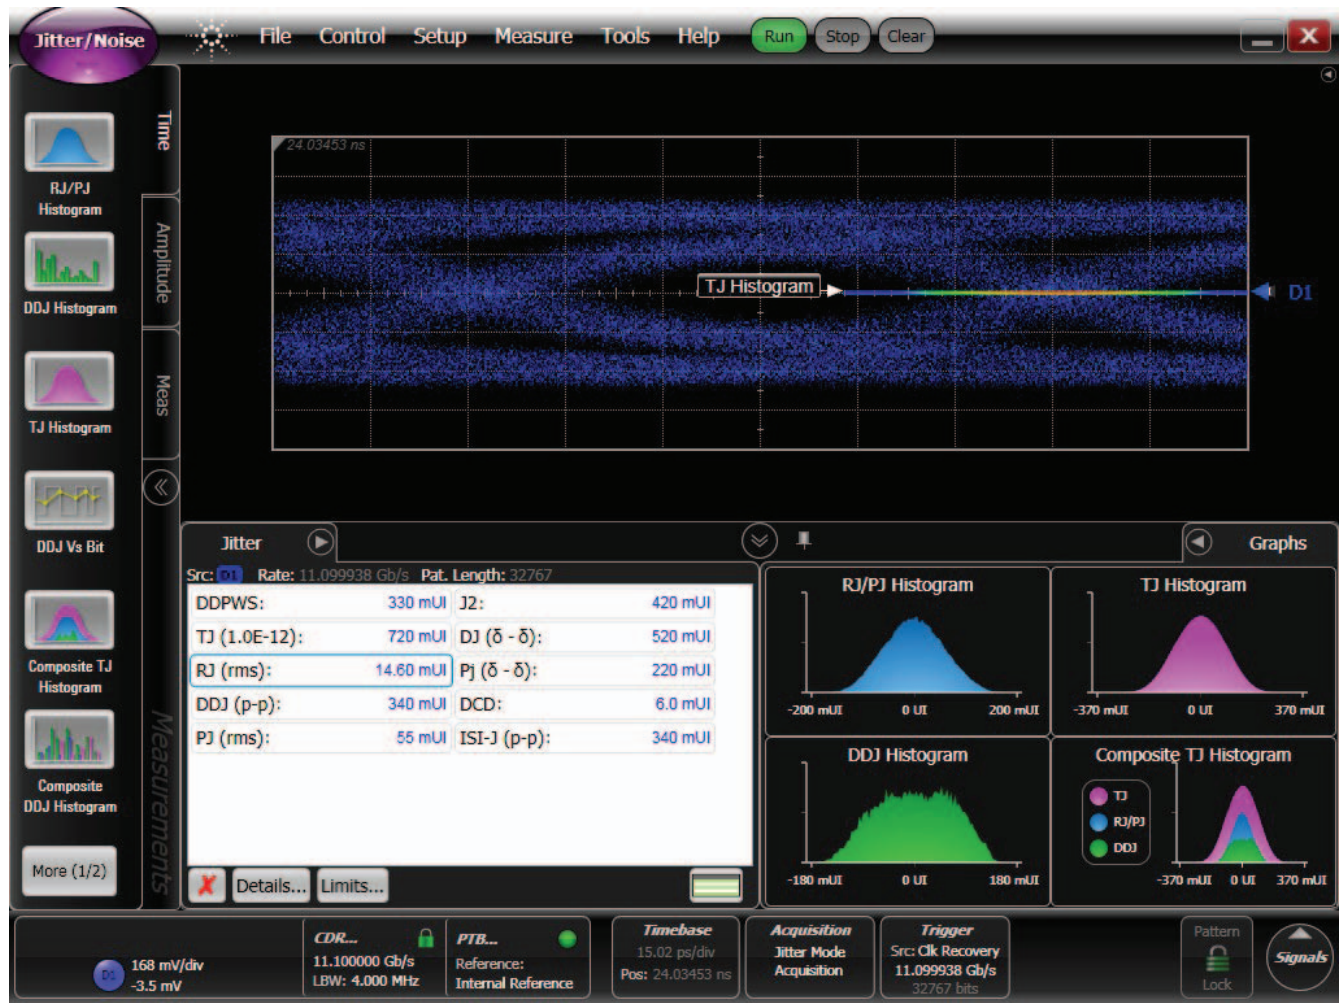 Jitter/Noise
File Control Setup Measure Tools Help Run Stop Clear
RJ/PJ
Histogram
DDJ Histogram
TJ Histogram
DDJ Vs Bit
Composite TJ
Histogram
Composite
DDJ Histogram
More (1/2)
Time
Amplitude
Meas
Measurements
24.03453 ns
TJ Histogram
D1
Jitter
Src: D1 Rate: 11.099938 Gb/s Pat. Length: 32767
DDPWS: 330 mUI J2: 420 mUI
TJ (1.0E-12): 720 mUI DJ (δ - δ): 520 mUI
RJ (rms): 14.60 mUI Pj (δ - δ): 220 mUI
DDJ (p-p): 340 mUI DCD: 6.0 mUI
PJ (rms): 55 mUI ISI-J (p-p): 340 mUI
Details... Limits...
Graphs
RJ/PJ Histogram
-200 mUI 0 UI 200 mUI
TJ Histogram
-370 mUI 0 UI 370 mUI
DDJ Histogram
-180 mUI 0 UI 180 mUI
Composite TJ Histogram
TJ
RJ/PJ
DDJ
-370 mUI 0 UI 370 mUI
D1
168 mV/div
-3.5 mV
CDR...
11.100000 Gb/s
LBW: 4.000 MHz
PTB...
Reference:
Internal Reference
Timebase
15.02 ps/div
Pos: 24.03453 ns
Acquisition
Jitter Mode
Acquisition
Trigger
Src: Clk Recovery
11.099938 Gb/s
32767 bits
Pattern
Lock
Signals